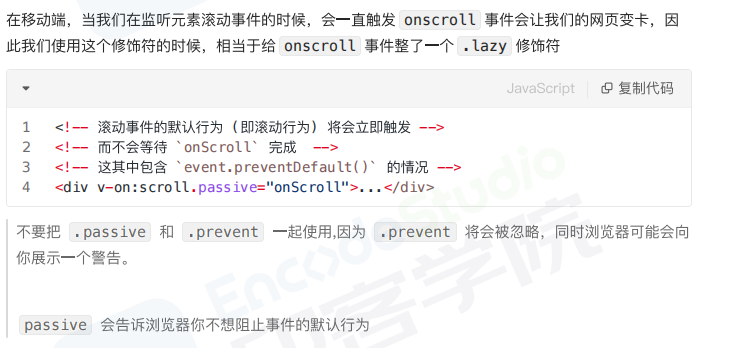 在移动端，当我们在监听元素滚动事件的时候，会一直触发 onscroll 事件会让我们的网页变卡，因
此我们使用这个修饰符的时候，相当于给 onscroll 事件整了一个 .lazy 修饰符
JavaScript 复制代码
1 <!-- 滚动事件的默认行为 (即滚动行为) 将会立即触发 -->
2 <!-- 而不会等待 `onScroll` 完成  -->
3 <!-- 这其中包含 `event.preventDefault()` 的情况 -->
4 <div v-on:scroll.passive="onScroll">...</div>
不要把 .passive 和 .prevent 一起使用,因为 .prevent 将会被忽略，同时浏览器可能会向
你展示一个警告。
passive 会告诉浏览器你不想阻止事件的默认行为
EncodeStudio
印客学院